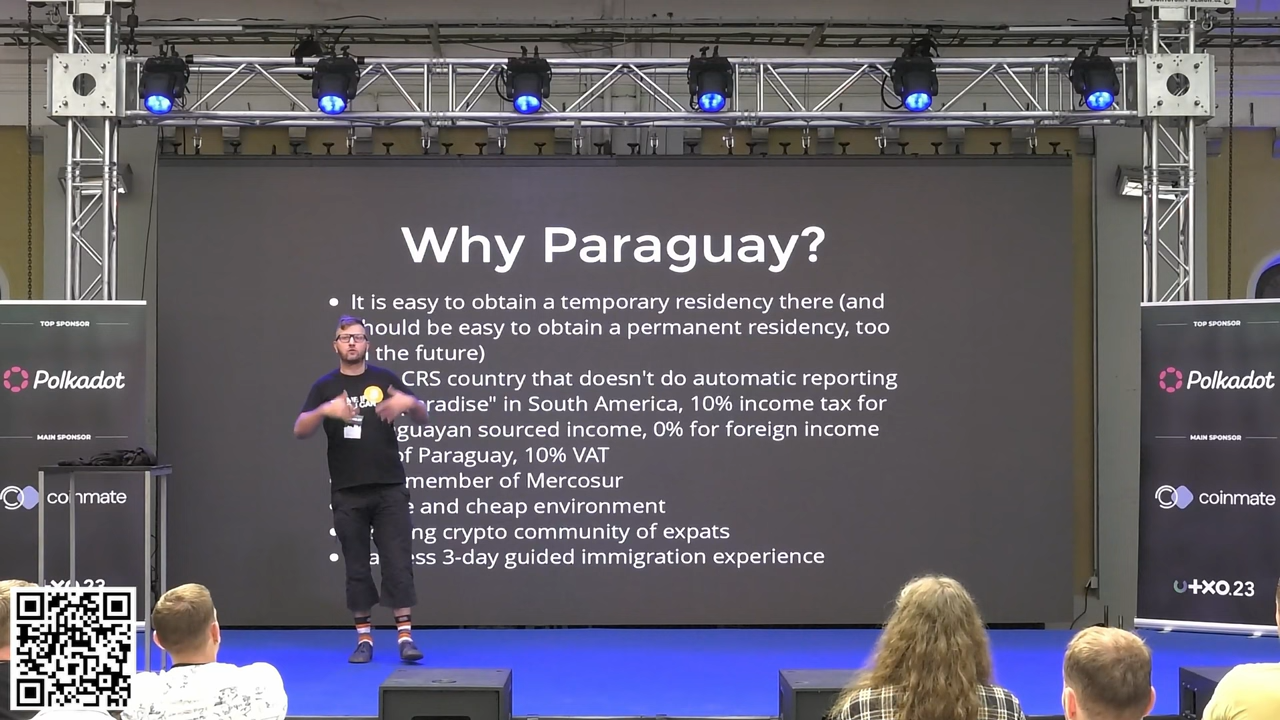 Why Paraguay?
• It is easy to obtain a temporary residency there (and
hould be easy to obtain a permanent residency, too
the future)
CRS country that doesn't do automatic reporting
radise" in South America, 10% income tax for
guayan sourced income, 0% for foreign income
of Paraguay, 10% VAT
member of Mercosur
and cheap environment
ng crypto community of expats
• ess 3-day guided immigration experience
TOP SPONSOR
Polkadot
MAIN SPONSOR
coinmate
TOP SPONSOR
Polkadot
MAIN SPONSOR
coinmate
utxo.23